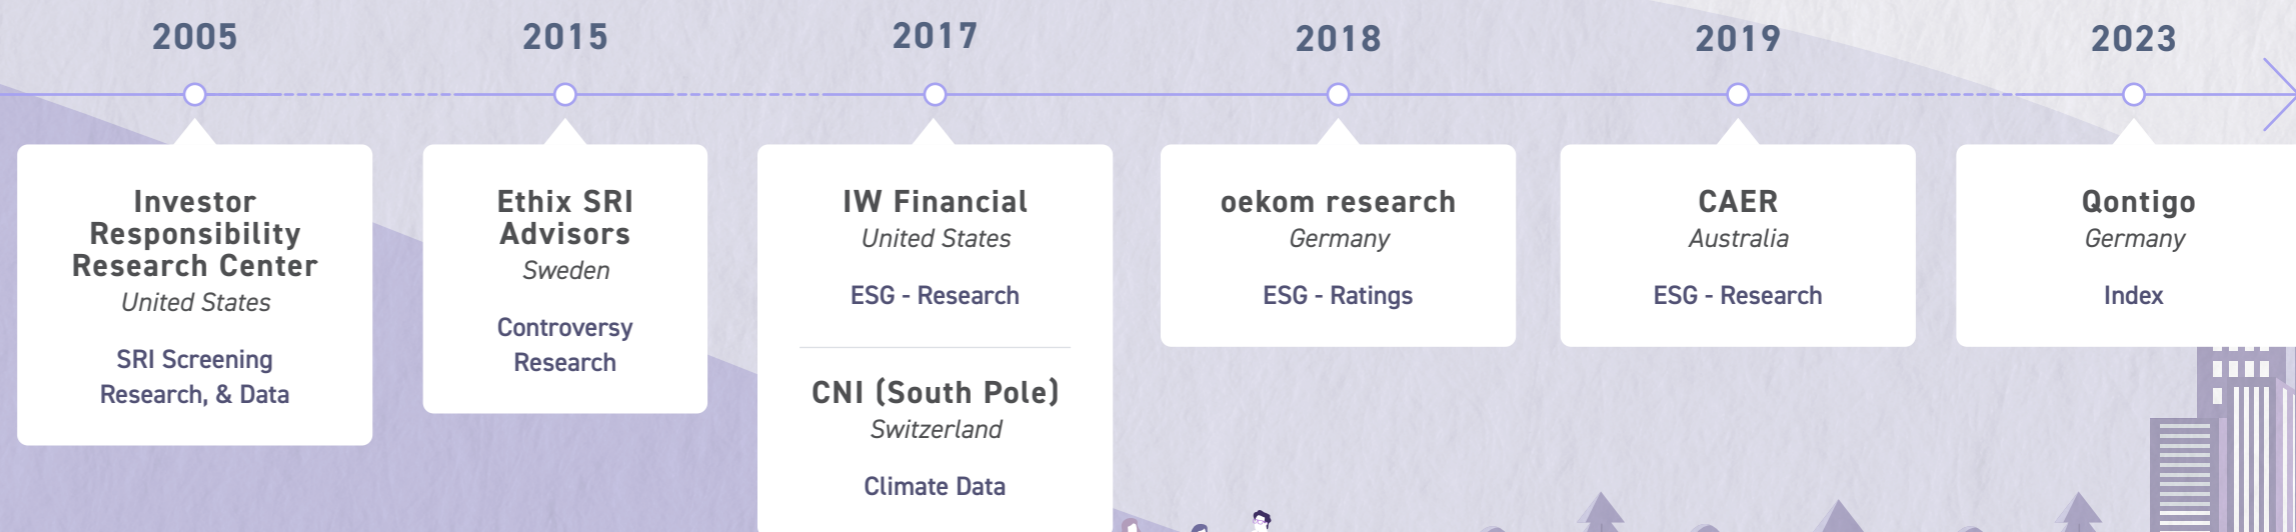 2005
Investor
Responsibility
Research Center
United States
SRI Screening
Research, & Data
2015
Ethix SRI
Advisors
Sweden
Controversy
Research
2017
IW Financial
United States
ESG - Research
CNI (South Pole)
Switzerland
Climate Data
2018
oekom research
Germany
ESG - Ratings
2019
CAER
Australia
ESG - Research
2023
Qontigo
Germany
Index